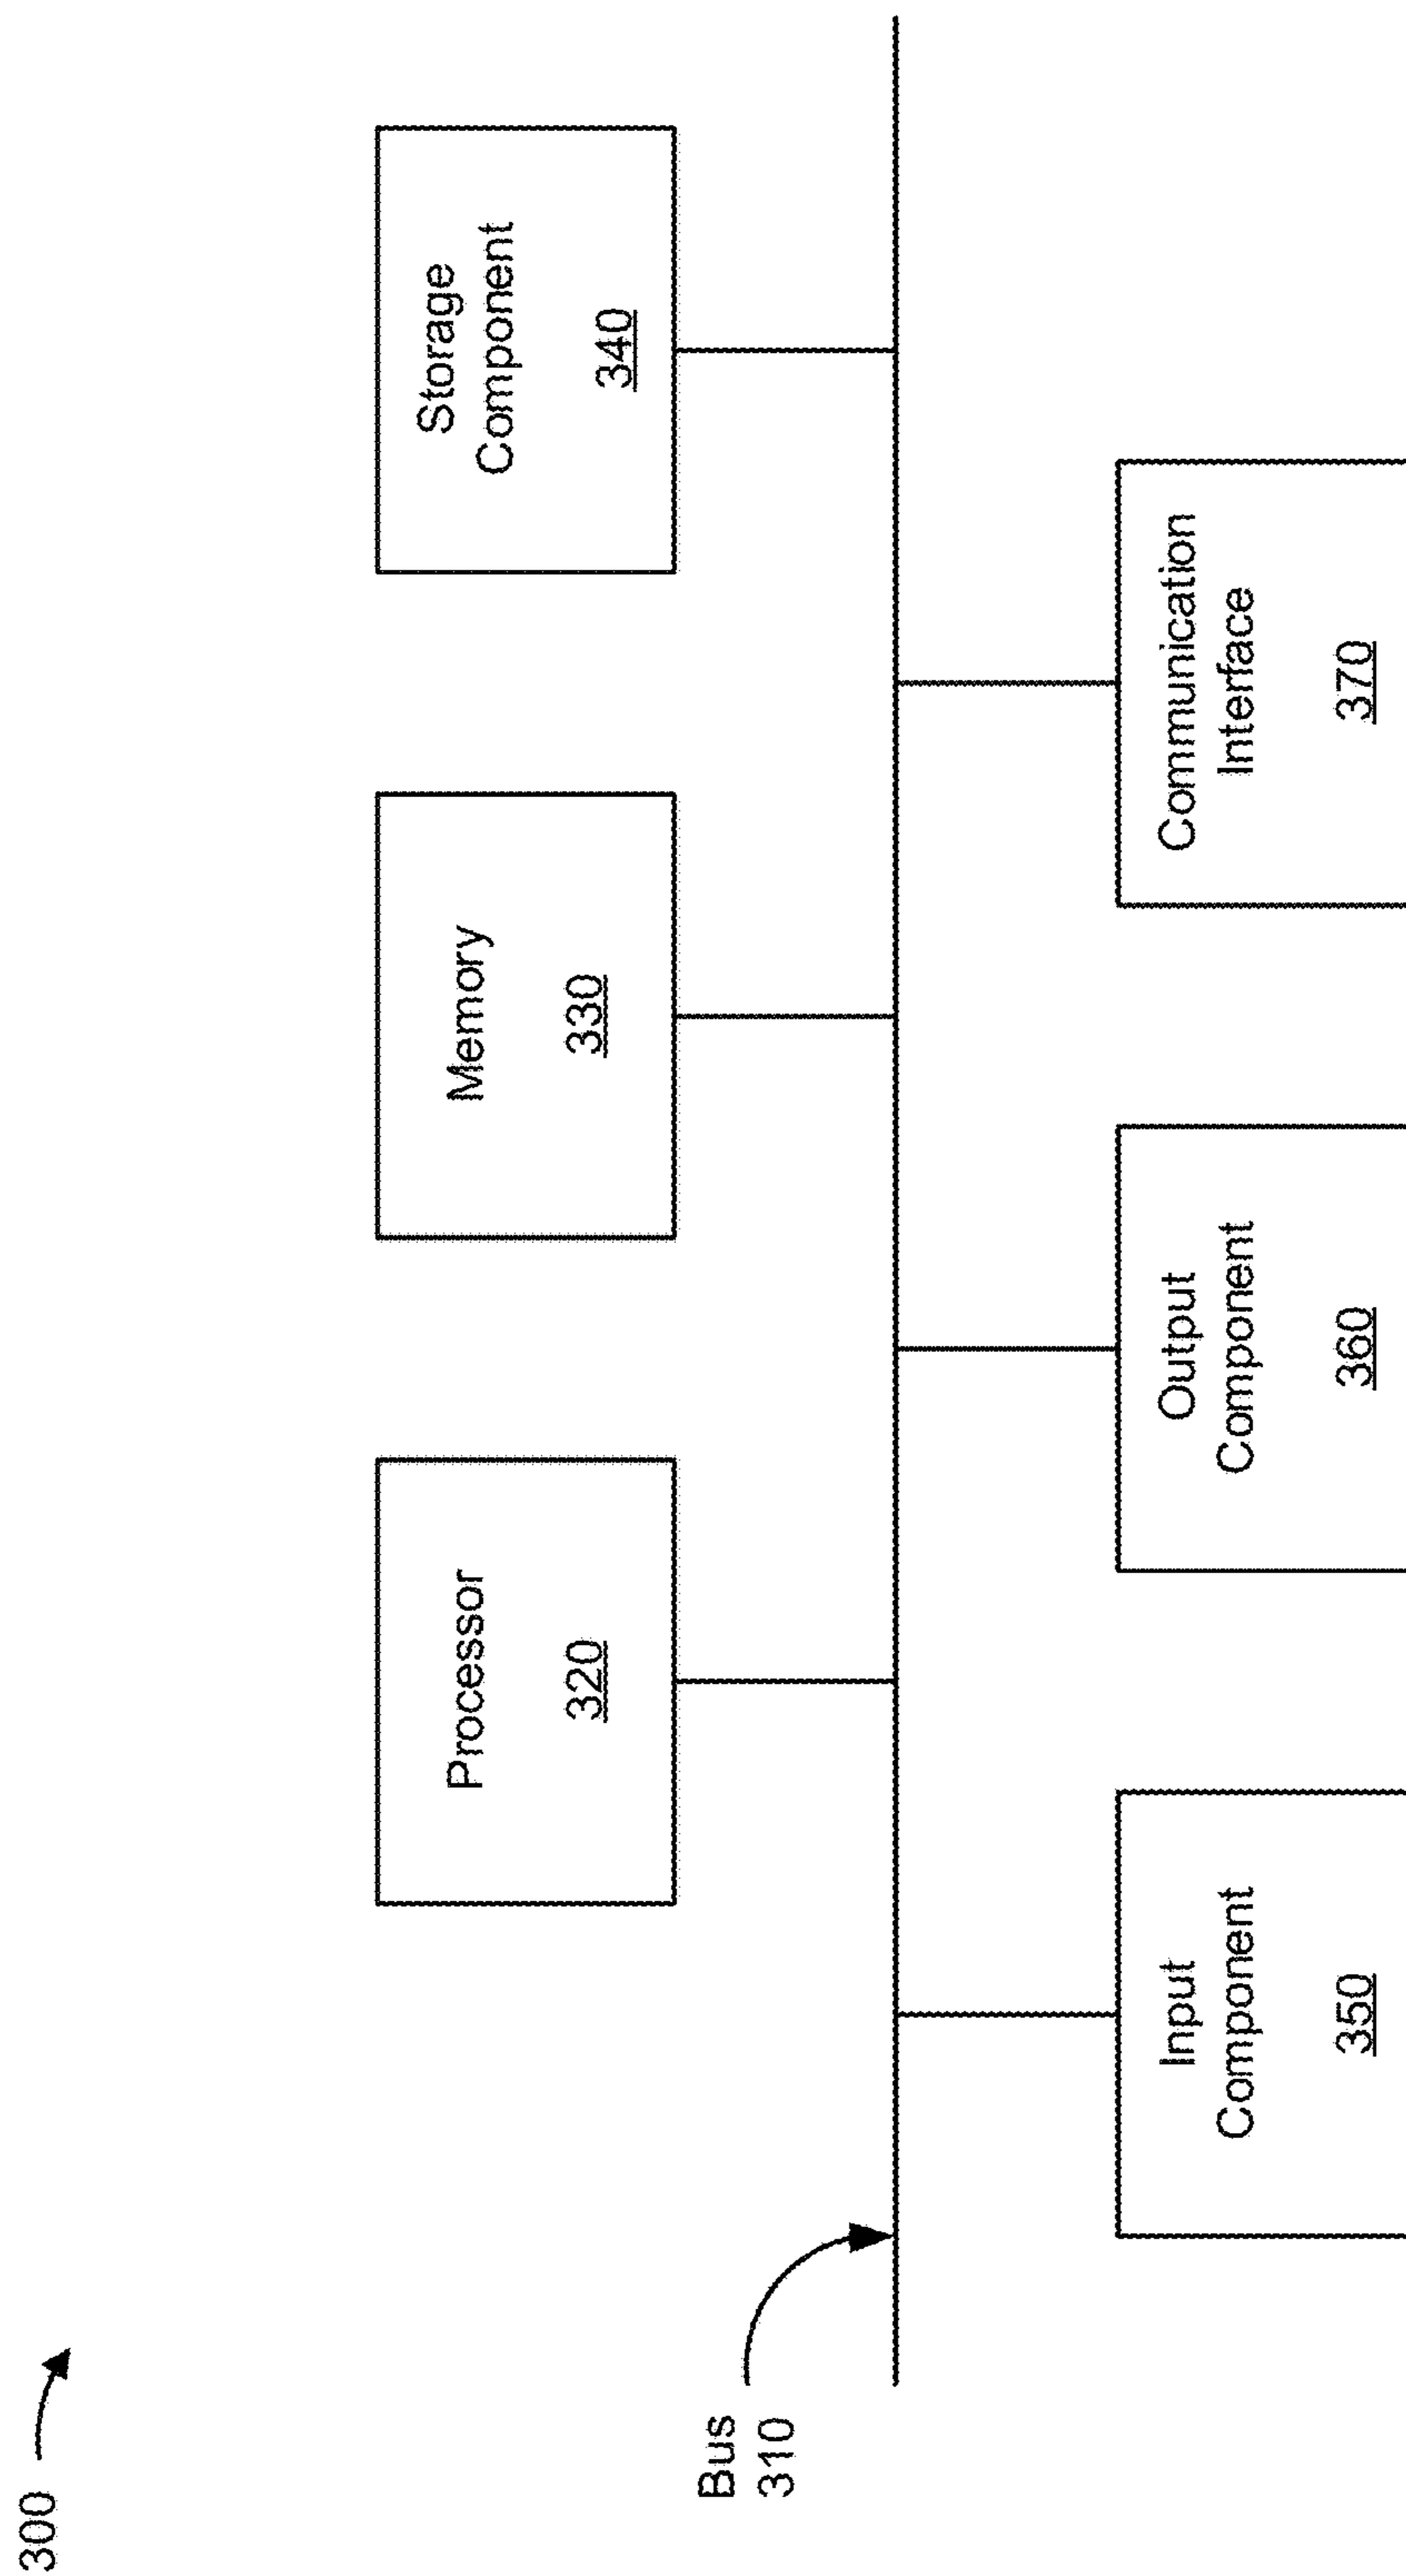 300
Processor
320
Memory
330
Storage
Component
340
Bus
310
Input
Component
350
Output
Component
360
Communication
Interface
370